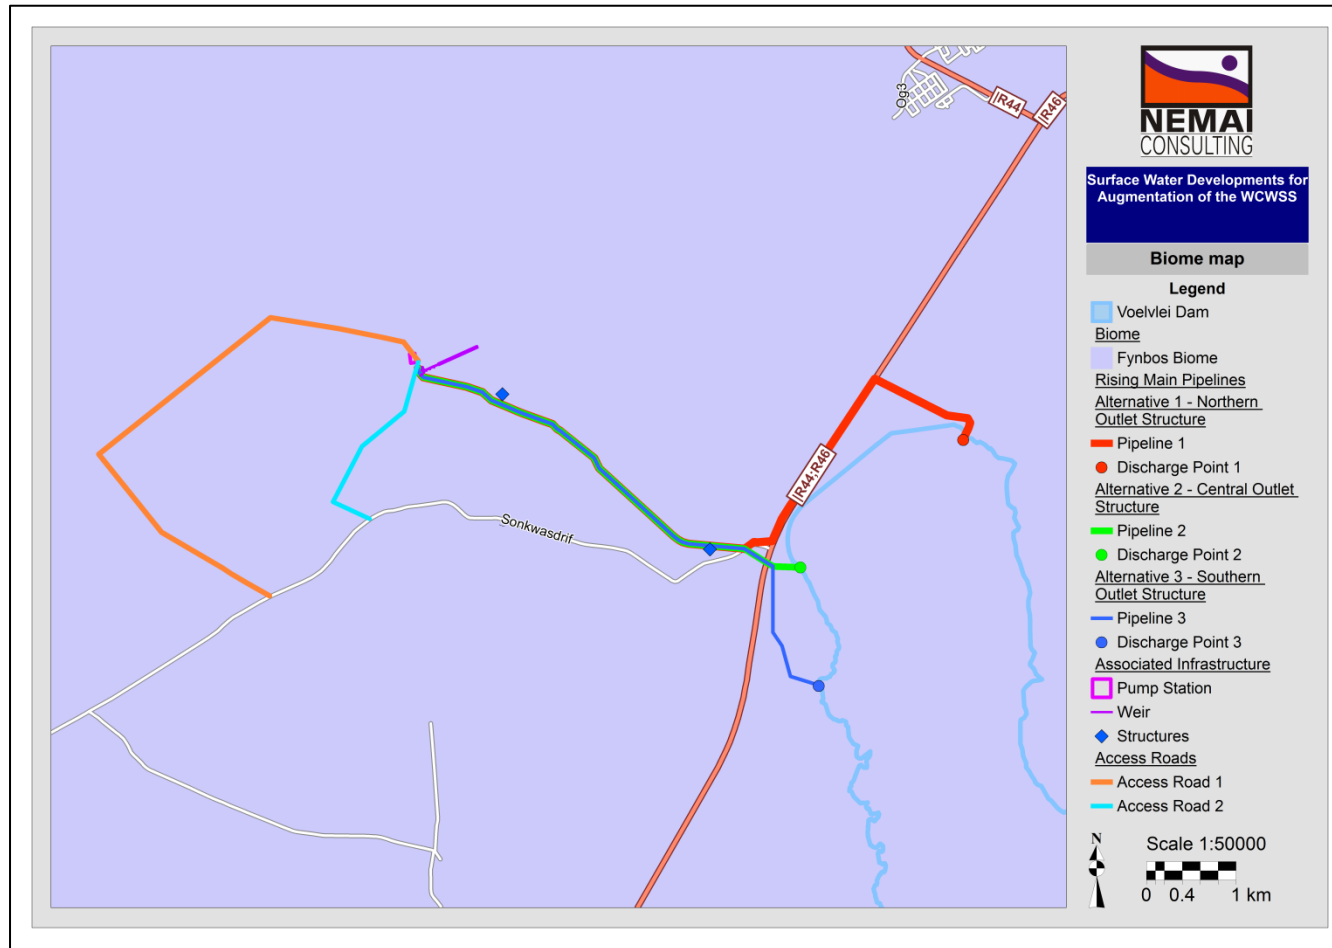 Og3
|R44
|R46
|R44;R46
Sonkwasdrif
NEMAI
CONSULTING
Surface Water Developments for
Augmentation of the WCWSS
Biome map
Legend
Voelvlei Dam
Biome
Fynbos Biome
Rising Main Pipelines
Alternative 1 - Northern
Outlet Structure
Pipeline 1
Discharge Point 1
Alternative 2 - Central Outlet
Structure
Pipeline 2
Discharge Point 2
Alternative 3 - Southern
Outlet Structure
Pipeline 3
Discharge Point 3
Associated Infrastructure
Pump Station
Weir
Structures
Access Roads
Access Road 1
Access Road 2
N
Scale 1:50000
0 0.4 1 km